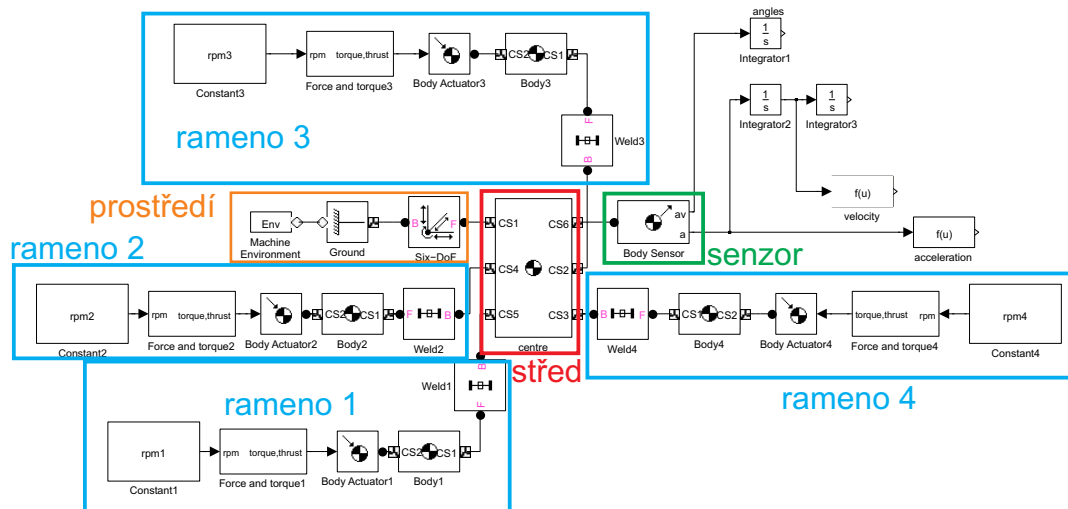 angles
1
s
Integrator1
rpm3
Constant3
rpm torque,thrust
Force and torque3
Body Actuator3
CS2 CS1
Body3
rameno 3
F
B
Weld3
1
s
Integrator2
1
s
Integrator3
f(u)
velocity
f(u)
acceleration
prostředí
Env
Machine
Environment
Ground
B F
Six-DoF
CS1
CS4
CS5
CS6
CS2
CS3
centre
střed
av
a
Body Sensor
senzor
rameno 2
rpm2
Constant2
rpm torque,thrust
Force and torque2
Body Actuator2
CS2 CS1
Body2
F B
Weld2
B F
Weld4
CS1 CS2
Body4
Body Actuator4
torque,thrust rpm
Force and torque4
rpm4
Constant4
rameno 4
B
F
Weld1
rameno 1
rpm1
Constant1
rpm torque,thrust
Force and torque1
Body Actuator1
CS2 CS1
Body1